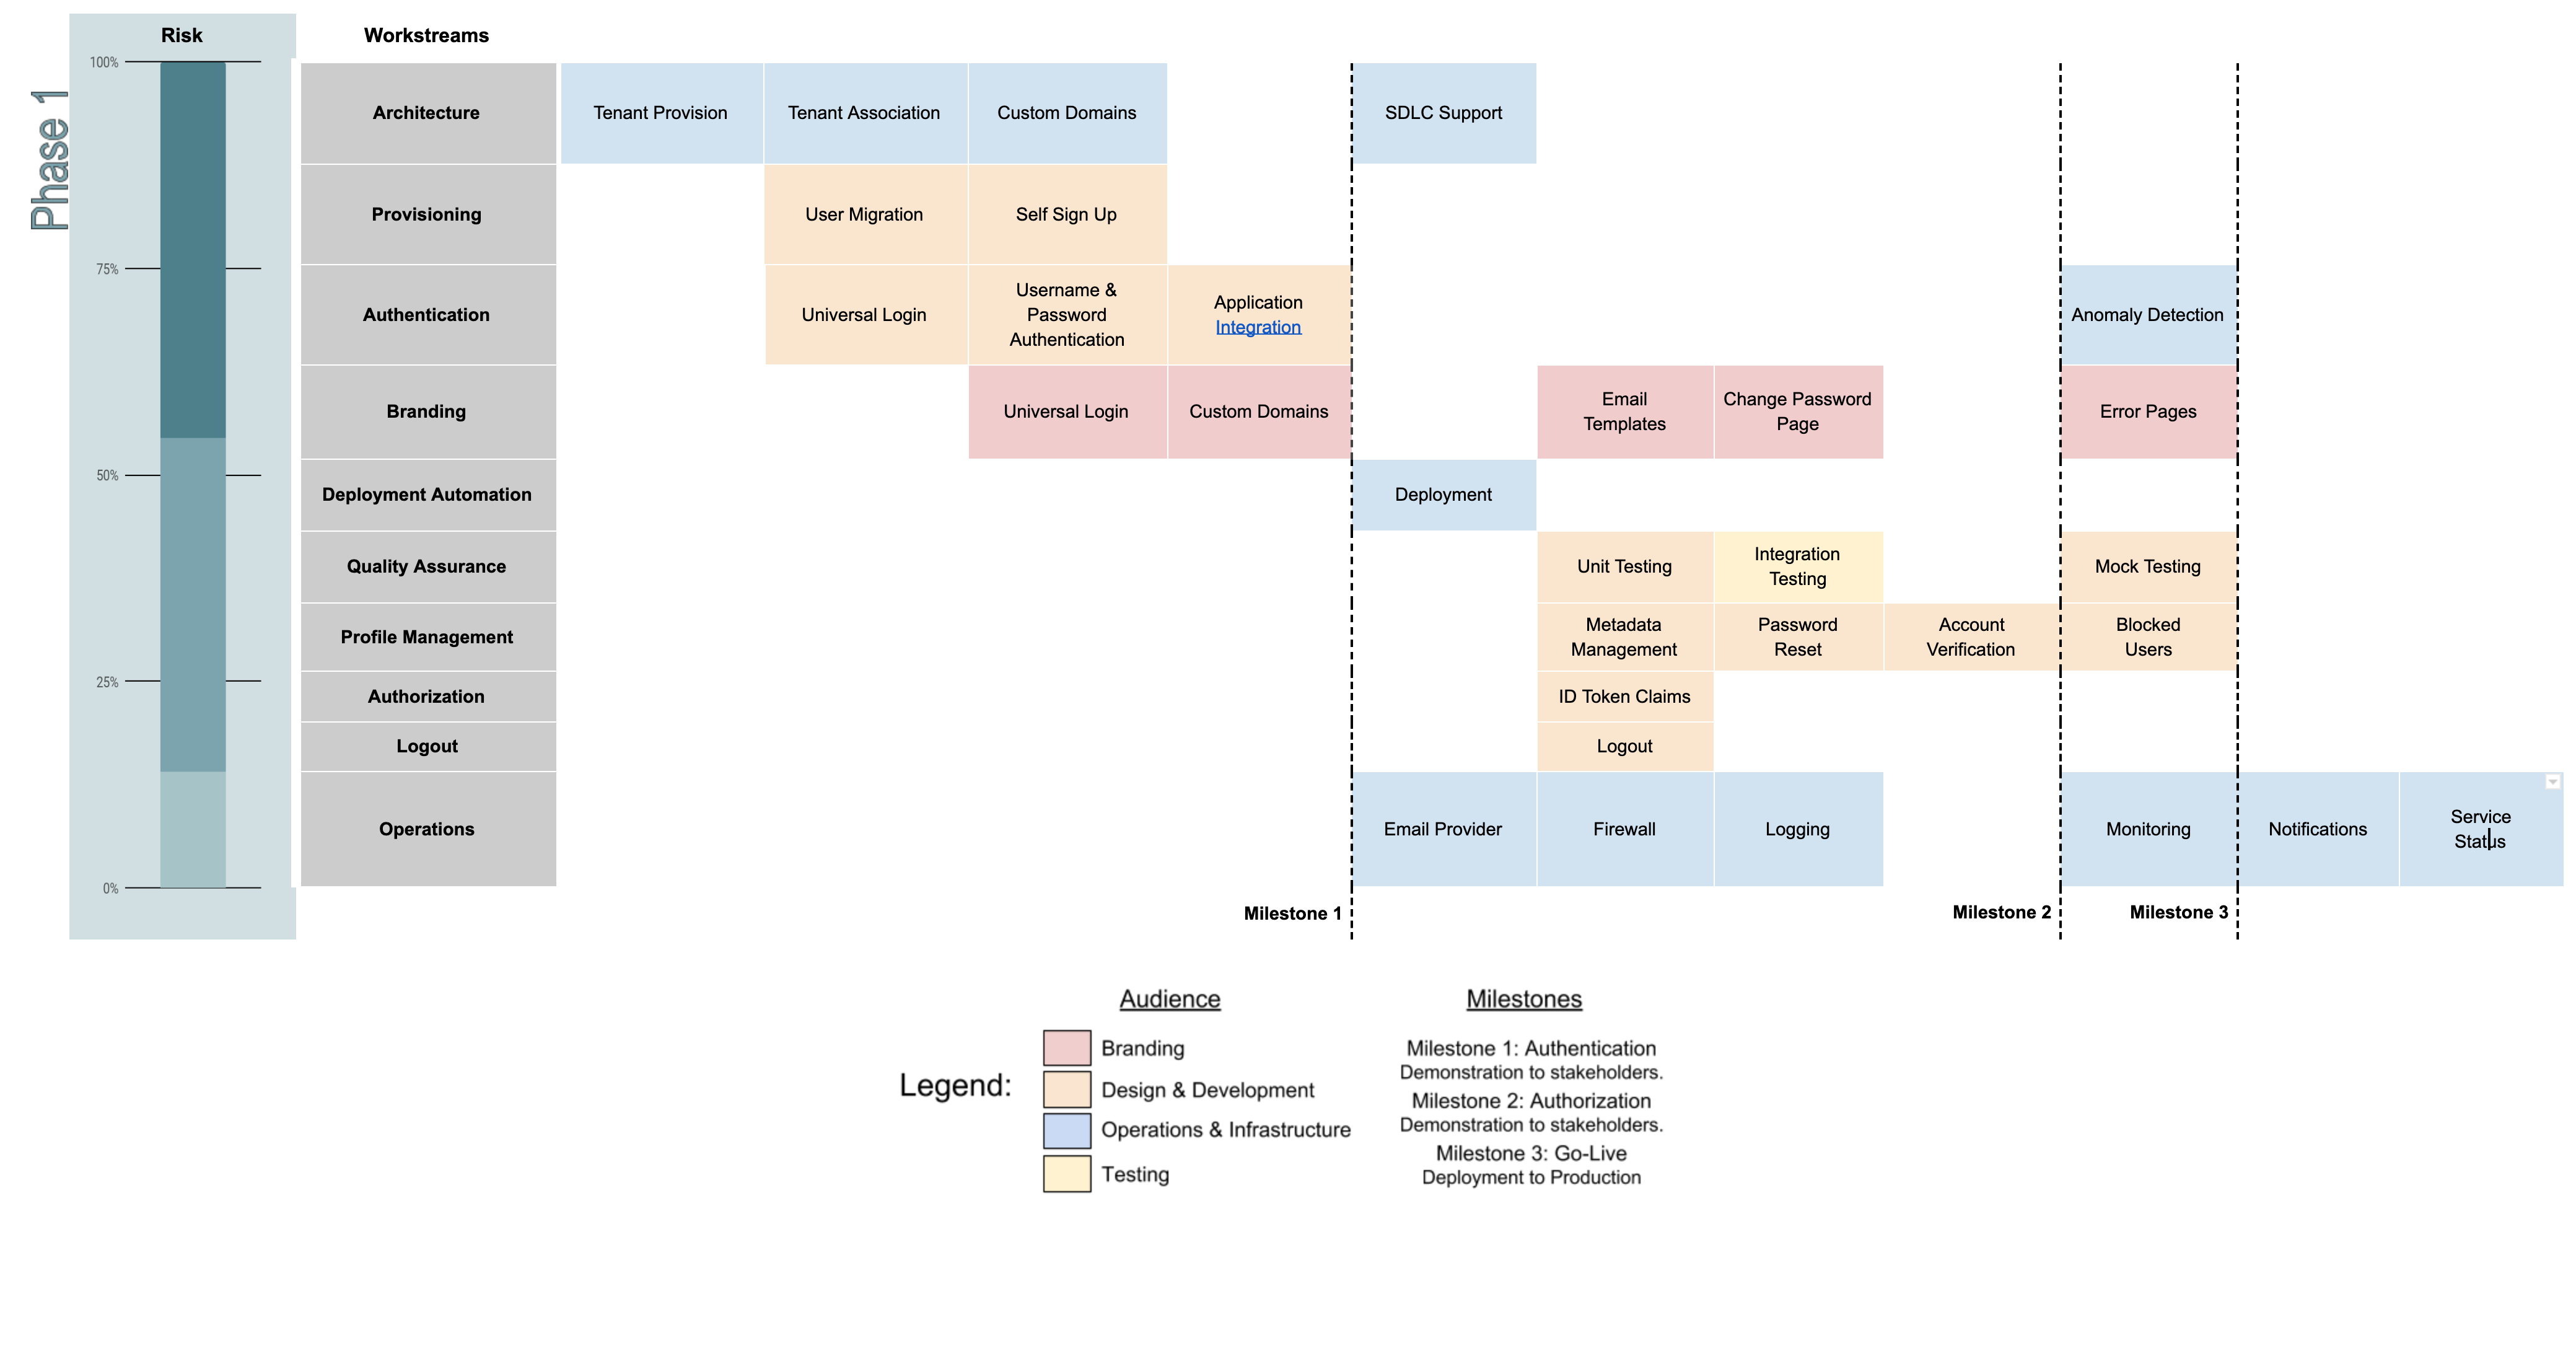 Phase 1
Risk
Workstreams
100%
75%
50%
25%
0%
Architecture
Tenant Provision
Tenant Association
Custom Domains
SDLC Support
Provisioning
User Migration
Self Sign Up
Authentication
Universal Login
Username &
Password
Authentication
Application
Integration
Anomaly Detection
Branding
Universal Login
Custom Domains
Email
Templates
Change Password
Page
Error Pages
Deployment Automation
Deployment
Quality Assurance
Unit Testing
Integration
Testing
Mock Testing
Profile Management
Metadata
Management
Password
Reset
Account
Verification
Blocked
Users
Authorization
ID Token Claims
Logout
Logout
Operations
Email Provider
Firewall
Logging
Monitoring
Notifications
Service
Status
Milestone 1
Milestone 2
Milestone 3
Legend:
Audience
Branding
Design & Development
Operations & Infrastructure
Testing
Milestones
Milestone 1: Authentication
Demonstration to stakeholders.
Milestone 2: Authorization
Demonstration to stakeholders.
Milestone 3: Go-Live
Deployment to Production